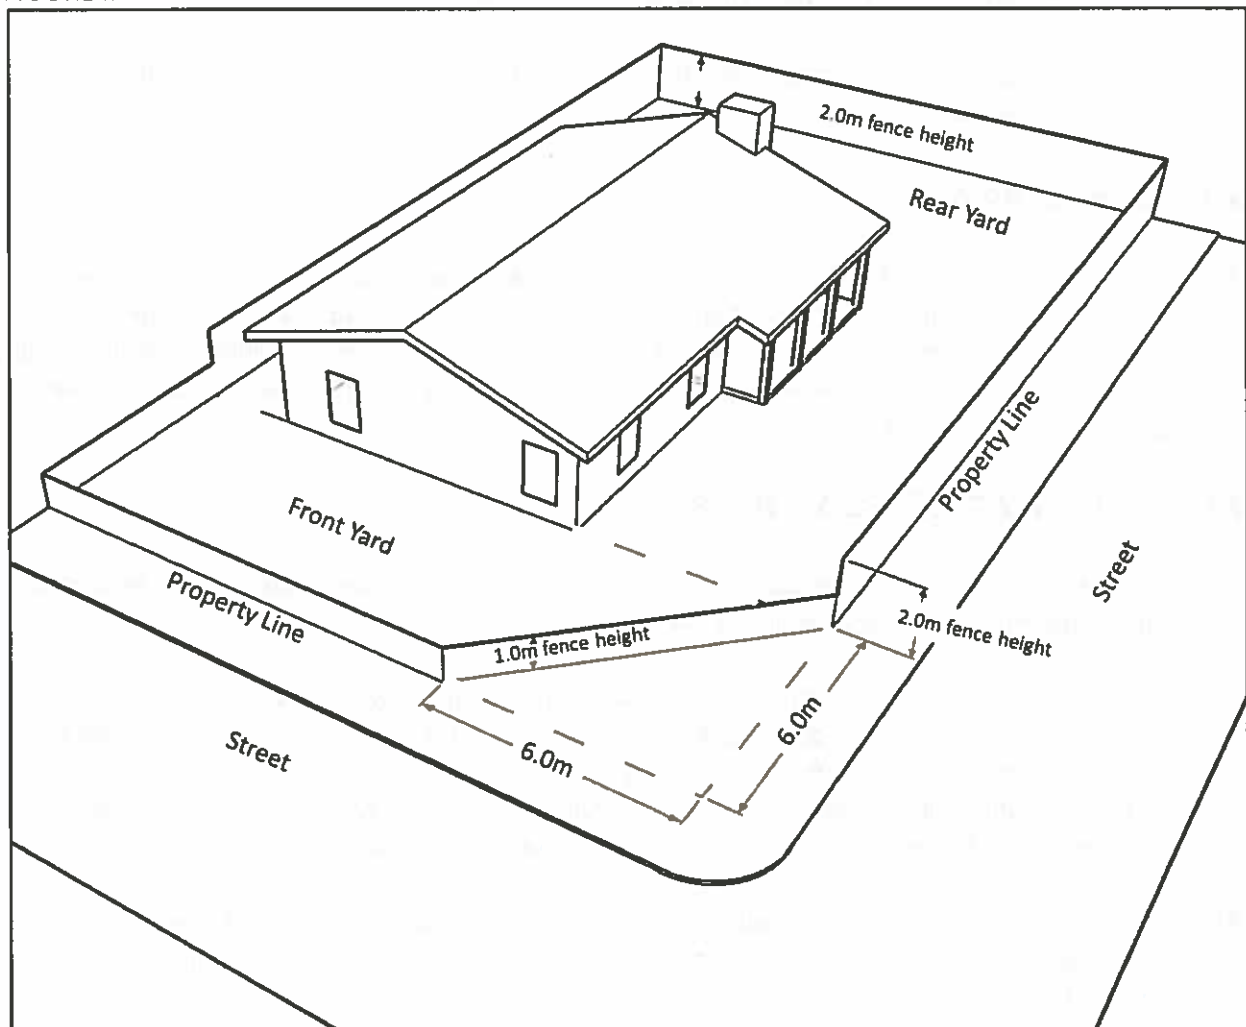 2.0m fence height
Rear Yard
Property Line
Front Yard
Street
Property Line
2.0m fence height
1.0m fence height
6.0m
6.0m
Street